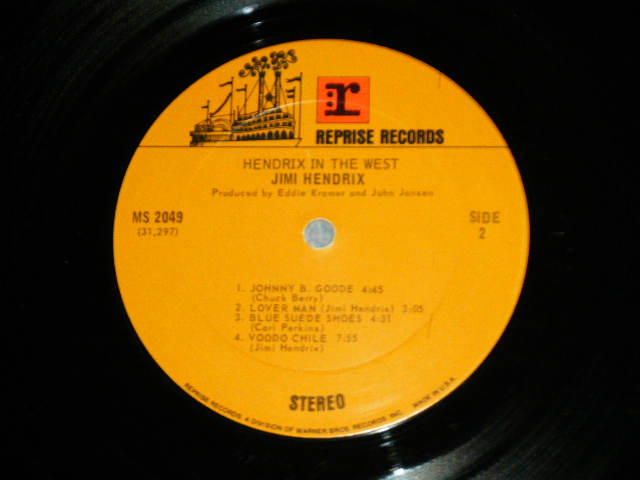 r:
REPRISE RECORDS
HENDRIX IN THE WEST
JIMI HENDRIX
Produced by Eddie Kramer and John Jansen
MS 2049
(31,297)
SIDE
2
1. JOHNNY B. GOODE 4:45
(Chuck Berry)
2. LOVER MAN (Jimi Hendrix) 3:05
3. BLUE SUEDE SHOES 4:31
(Carl Perkins)
4. VOODO CHILE 7:55
(Jimi Hendrix)
STEREO
REPRISE RECORDS, A DIVISION OF WARNER BROS. RECORDS, INC. MADE IN U.S.A.